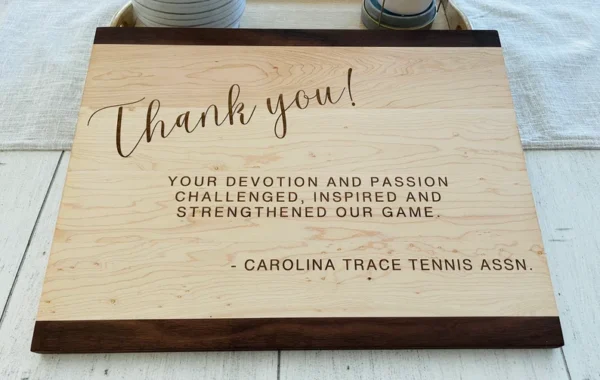 Thank you!
YOUR DEVOTION AND PASSION
CHALLENGED, INSPIRED AND
STRENGTHENED OUR GAME.
- CAROLINA TRACE TENNIS ASSN.